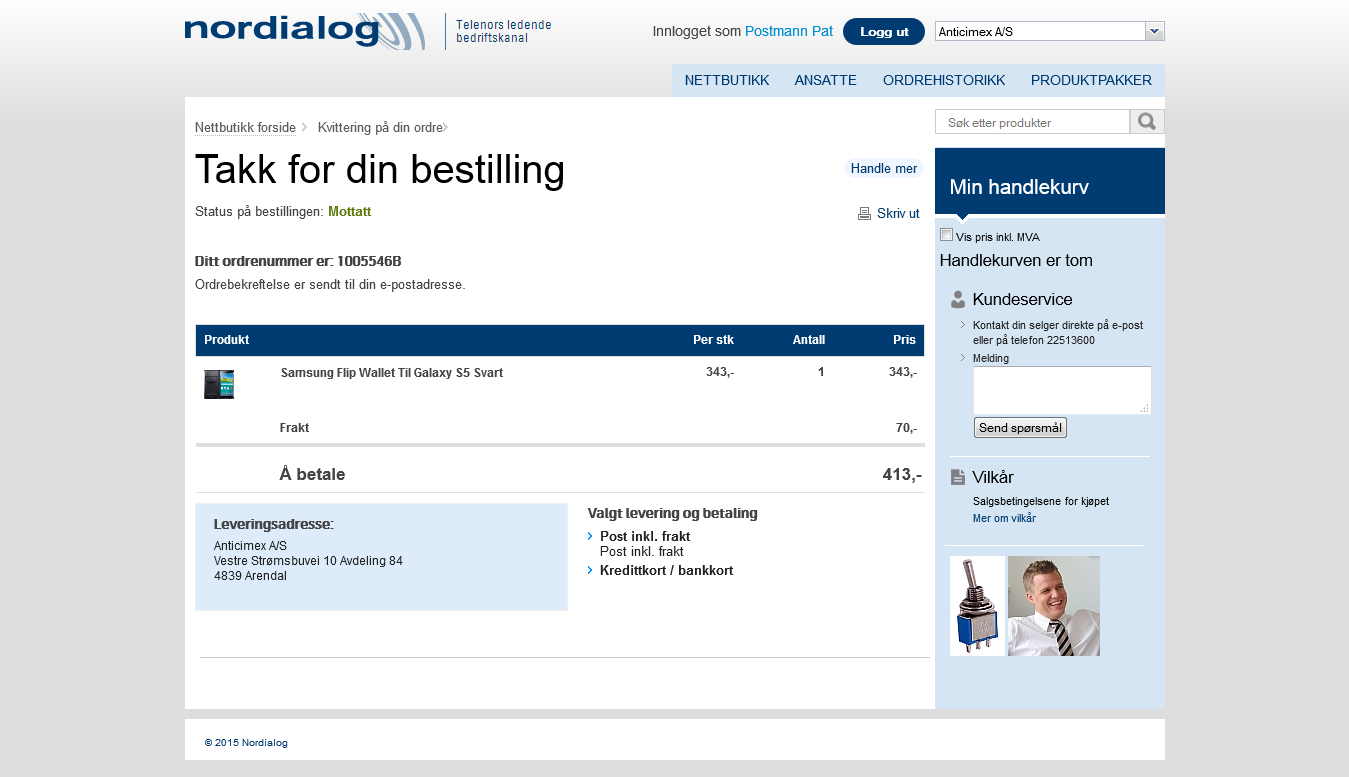 nordialog
Telenors ledende
bedriftskanal
Innlogget som Postmann Pat
Logg ut
Anticimex A/S
NETTBUTIKK ANSATTE ORDREHISTORIKK PRODUKTPAKKER
Nettbutikk forside
Kvittering på din ordre
Takk for din bestilling
Handle mer
Status på bestillingen: Mottatt
Skriv ut
Ditt ordrenummer er: 1005546B
Ordrebekreftelse er sendt til din e-postadresse.
Produkt Per stk Antall Pris
Samsung Flip Wallet Til Galaxy S5 Svart 343,- 1 343,-
Frakt 70,-
Å betale 413,-
Leveringsadresse:
Anticimex A/S
Vestre Strømsbuvei 10 Avdeling 84
4839 Arendal
Valgt levering og betaling
Post inkl. frakt
Post inkl. frakt
Kredittkort / bankkort
Søk etter produkter
Min handlekurv
Vis pris inkl. MVA
Handlekurven er tom
Kundeservice
Kontakt din selger direkte på e-post
eller på telefon 22513600
Melding
Send spørsmål
Vilkår
Salgsbetingelsene for kjøpet
Mer om vilkår
© 2015 Nordialog